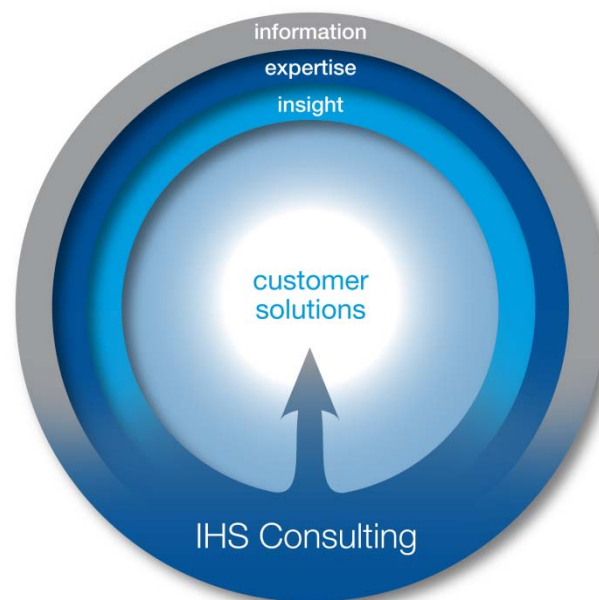 information
expertise
insight
customer
solutions
IHS Consulting